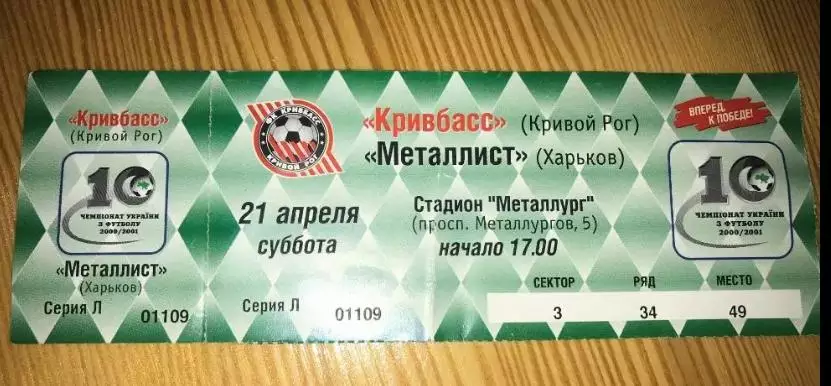 «Кривбасс»
(Кривой Рог)
10
ЧЕМПІОНАТ УКРАЇНИ
З ФУТБОЛУ
2000/2001
«Металлист»
(Харьков)
Серия Л 01109
ФК КРИВБАСС
КРИВОЙ РОГ
21 апреля
суббота
Серия Л 01109
«Кривбасс» (Кривой Рог)
«Металлист» (Харьков)
Стадион "Металлург"
(просп. Металлургов, 5)
начало 17.00
ВПЕРЕД,
К ПОБЕДЕ!
10
ЧЕМПІОНАТ УКРАЇНИ
З ФУТБОЛУ
2000/2001
СЕКТОР РЯД МЕСТО
3 34 49